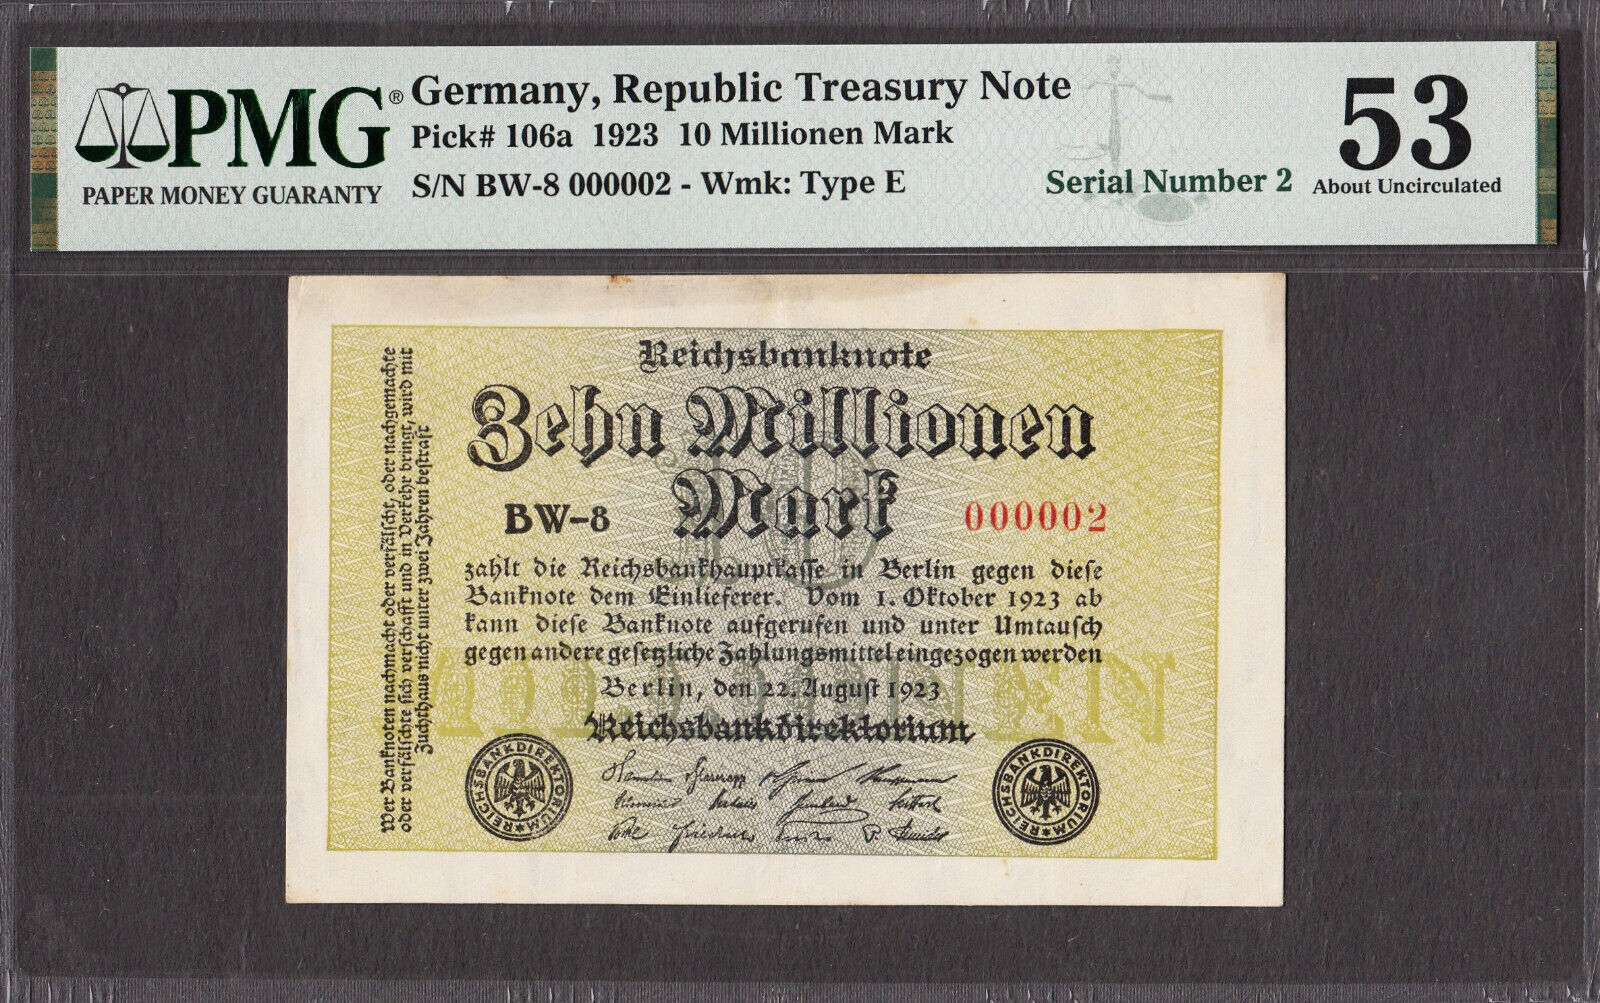 PMG®
PAPER MONEY GUARANTY
Germany, Republic Treasury Note
Pick# 106a 1923 10 Millionen Mark
S/N BW-8 000002 - Wmk: Type E
Serial Number 2
53
About Uncirculated
Reichsbanknote
Zehn Millionen
Mark
BW-8
000002
zahlt die Reichsbankhauptkasse in Berlin gegen diese
Banknote dem Einlieferer. Vom 1. Oktober 1923 ab
kann diese Banknote aufgerufen und unter Umtausch
gegen andere gesetzliche Zahlungsmittel eingezogen werden
Berlin, den 22. August 1923
Reichsbankdirektorium
Wer Banknoten nachmacht oder verfälscht, oder nachgemachte
oder verfälschte sich verschafft und in Verkehr bringt, wird mit
Zuchthaus nicht unter zwei Jahren bestraft
REICHSBANKDIREKTORIUM
REICHSBANKDIREKTORIUM